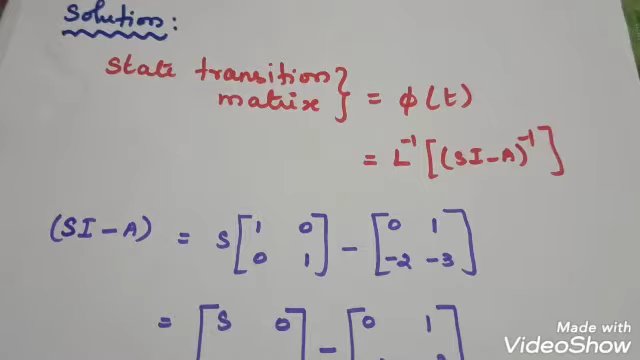 Solution:
State transition
matrix } = φ(t)
= L⁻¹ [(SI-A)⁻¹]
(SI-A) = S [1 0 0 1] - [0 1 -2 -3]
= [S 0 - [0 1
Made with
VideoShow